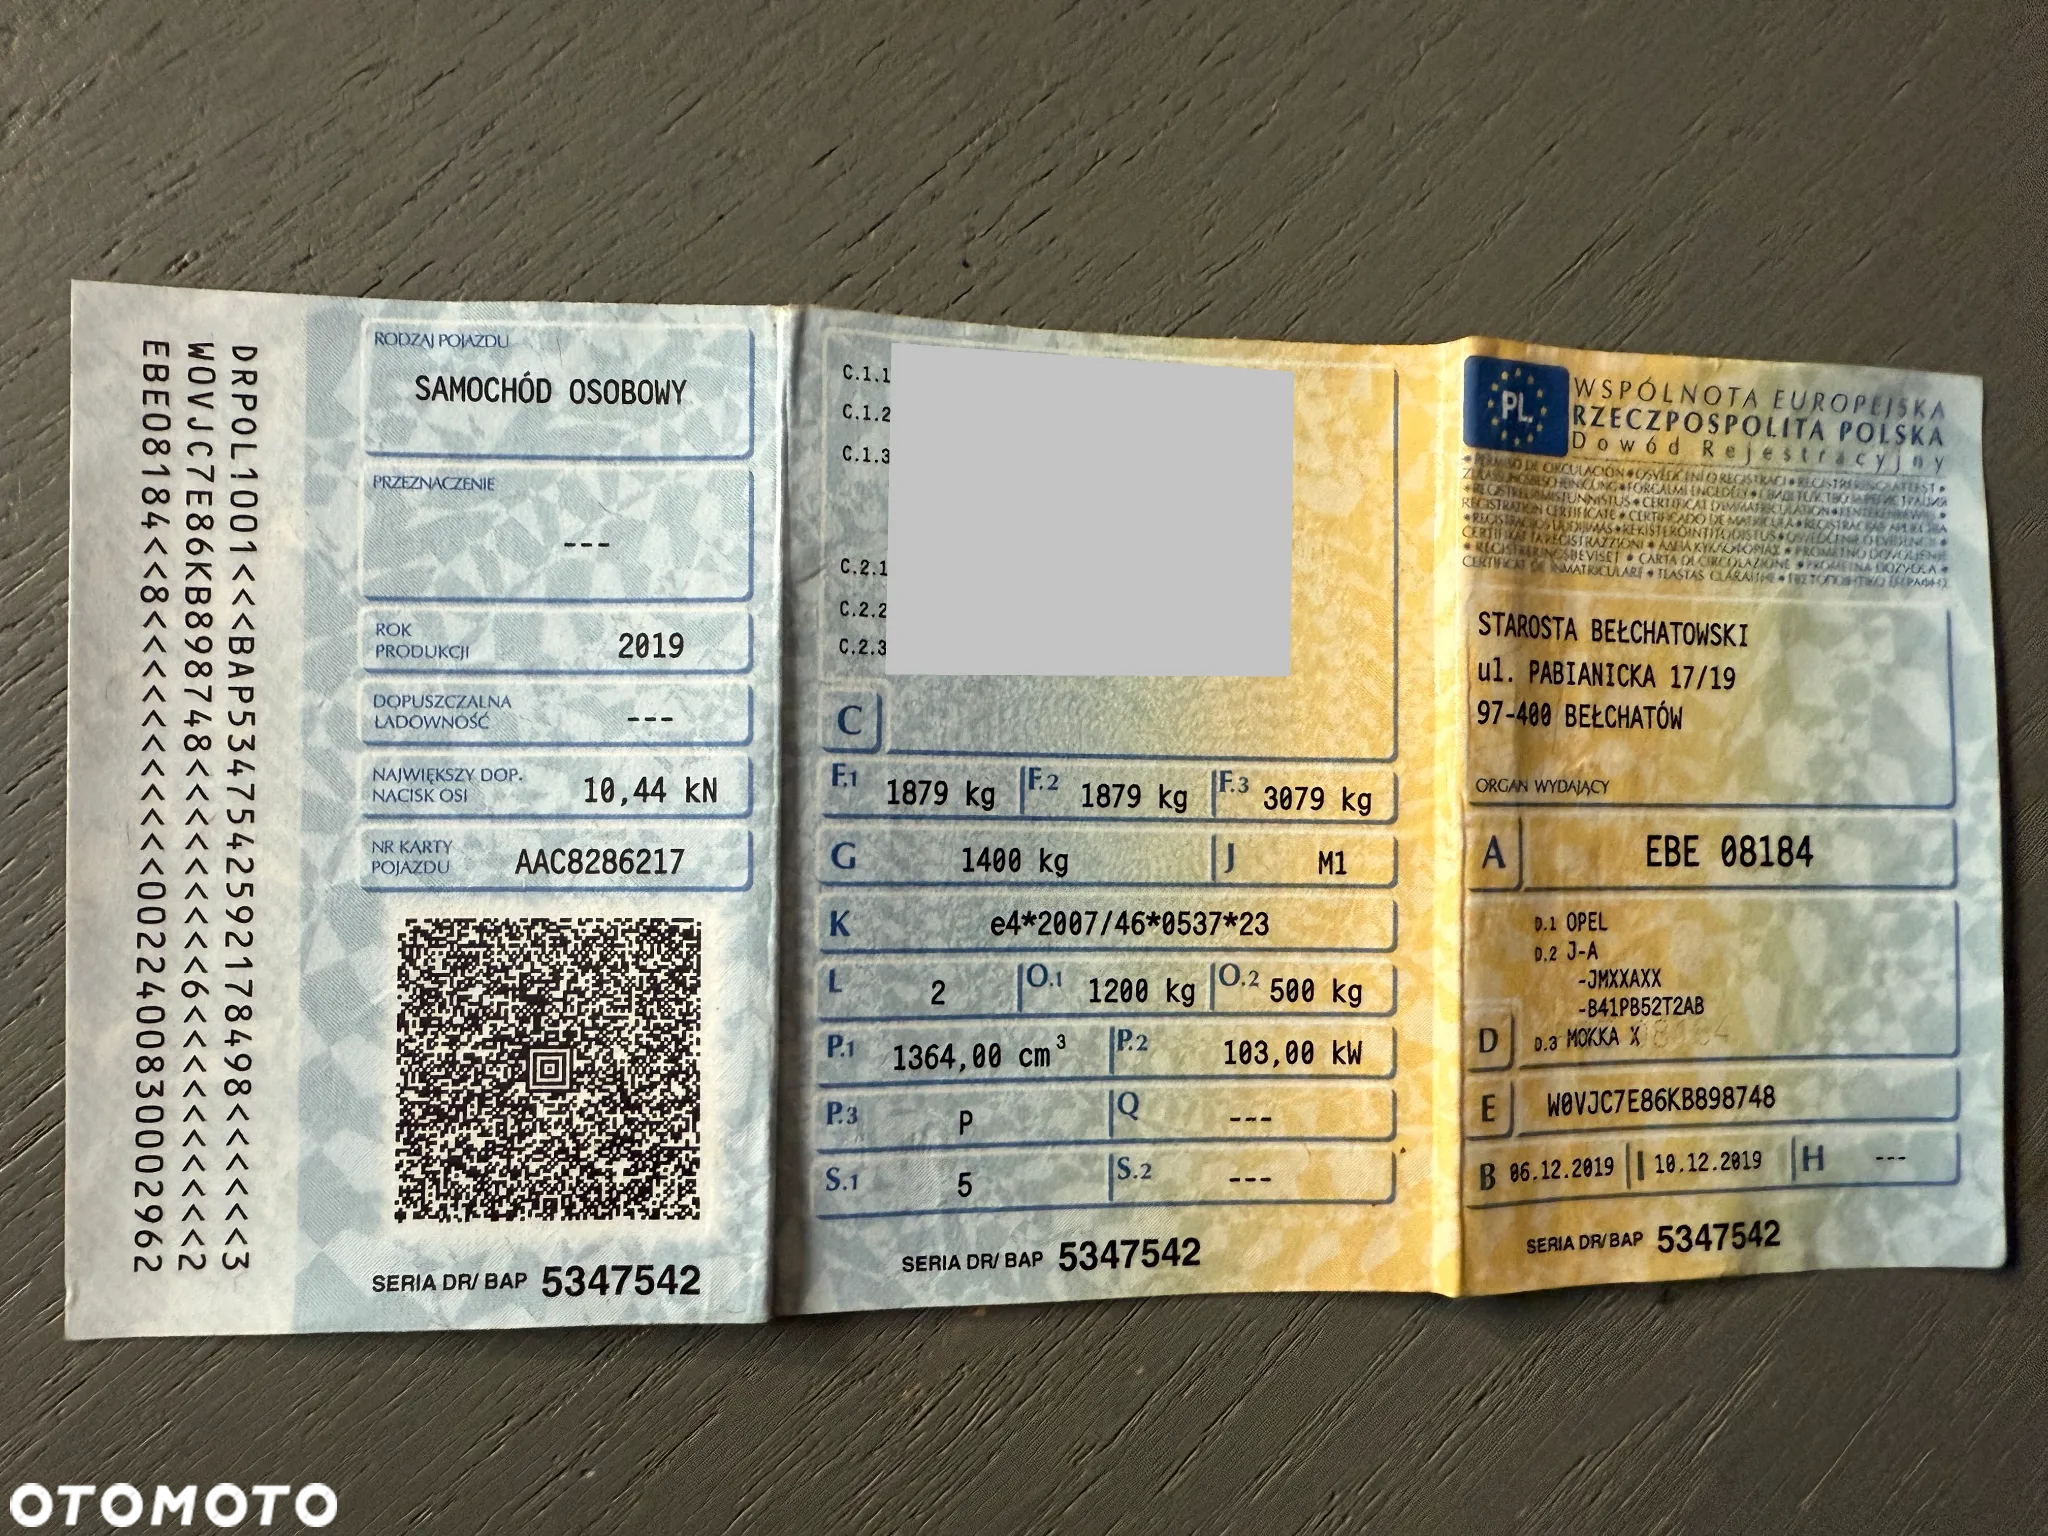 DRPOL1001<<<BAP5347542592178498<<<<<<3
W0VJC7E86KB898748<<<<<<<<6<<<<<<<<<<<2
EBE08184<<8<<<<<<<<<<<0022400830002962
RODZAJ POJAZDU
SAMOCHÓD OSOBOWY
PRZEZNACZENIE
---
ROK
PRODUKCJI 2019
DOPUSZCZALNA
ŁADOWNOŚĆ ---
NAJWIĘKSZY DOP.
NACISK OSI 10,44 kN
NR KARTY
POJAZDU AAC8286217
SERIA DR/ BAP 5347542
C.1.1
C.1.2
C.1.3
C.2.1
C.2.2
C.2.3
C
F.1 1879 kg F.2 1879 kg F.3 3079 kg
G 1400 kg J M1
K e4*2007/46*0537*23
L 2 O.1 1200 kg O.2 500 kg
P.1 1364,00 cm³ P.2 103,00 kW
P.3 P Q ---
S.1 5 S.2 ---
SERIA DR/ BAP 5347542
PL
WSPÓLNOTA EUROPEJSKA
RZECZPOSPOLITA POLSKA
Dowód Rejestracyjny
STAROSTA BEŁCHATOWSKI
ul. PABIANICKA 17/19
97-400 BEŁCHATÓW
ORGAN WYDAJĄCY
A EBE 08184
D.1 OPEL
D.2 J-A
-JMXXAXX
-B41PB52T2AB
D D.3 MOKKA X
E W0VJC7E86KB898748
B 06.12.2019 I 10.12.2019 H ---
SERIA DR/ BAP 5347542
OTOMOTO